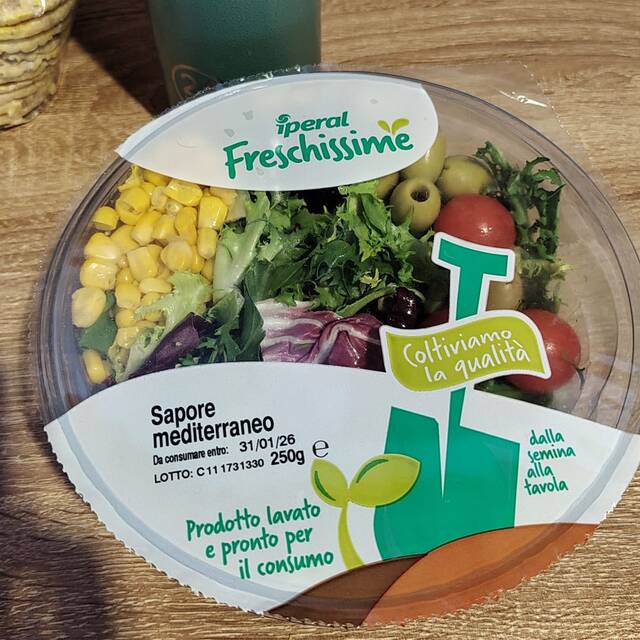 iperal
Freschissime
Coltiviamo
la qualità
Sapore
mediterraneo
Da consumare entro: 31/01/26
LOTTO: C 11 1731330 250g ℮
dalla
semina
alla
tavola
Prodotto lavato
e pronto per
il consumo